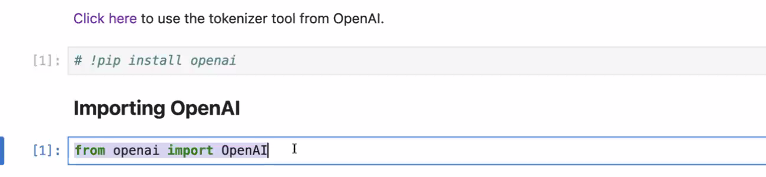 Click here to use the tokenizer tool from OpenAI.
[1]: # !pip install openai
Importing OpenAI
[1]: from openai import OpenAI